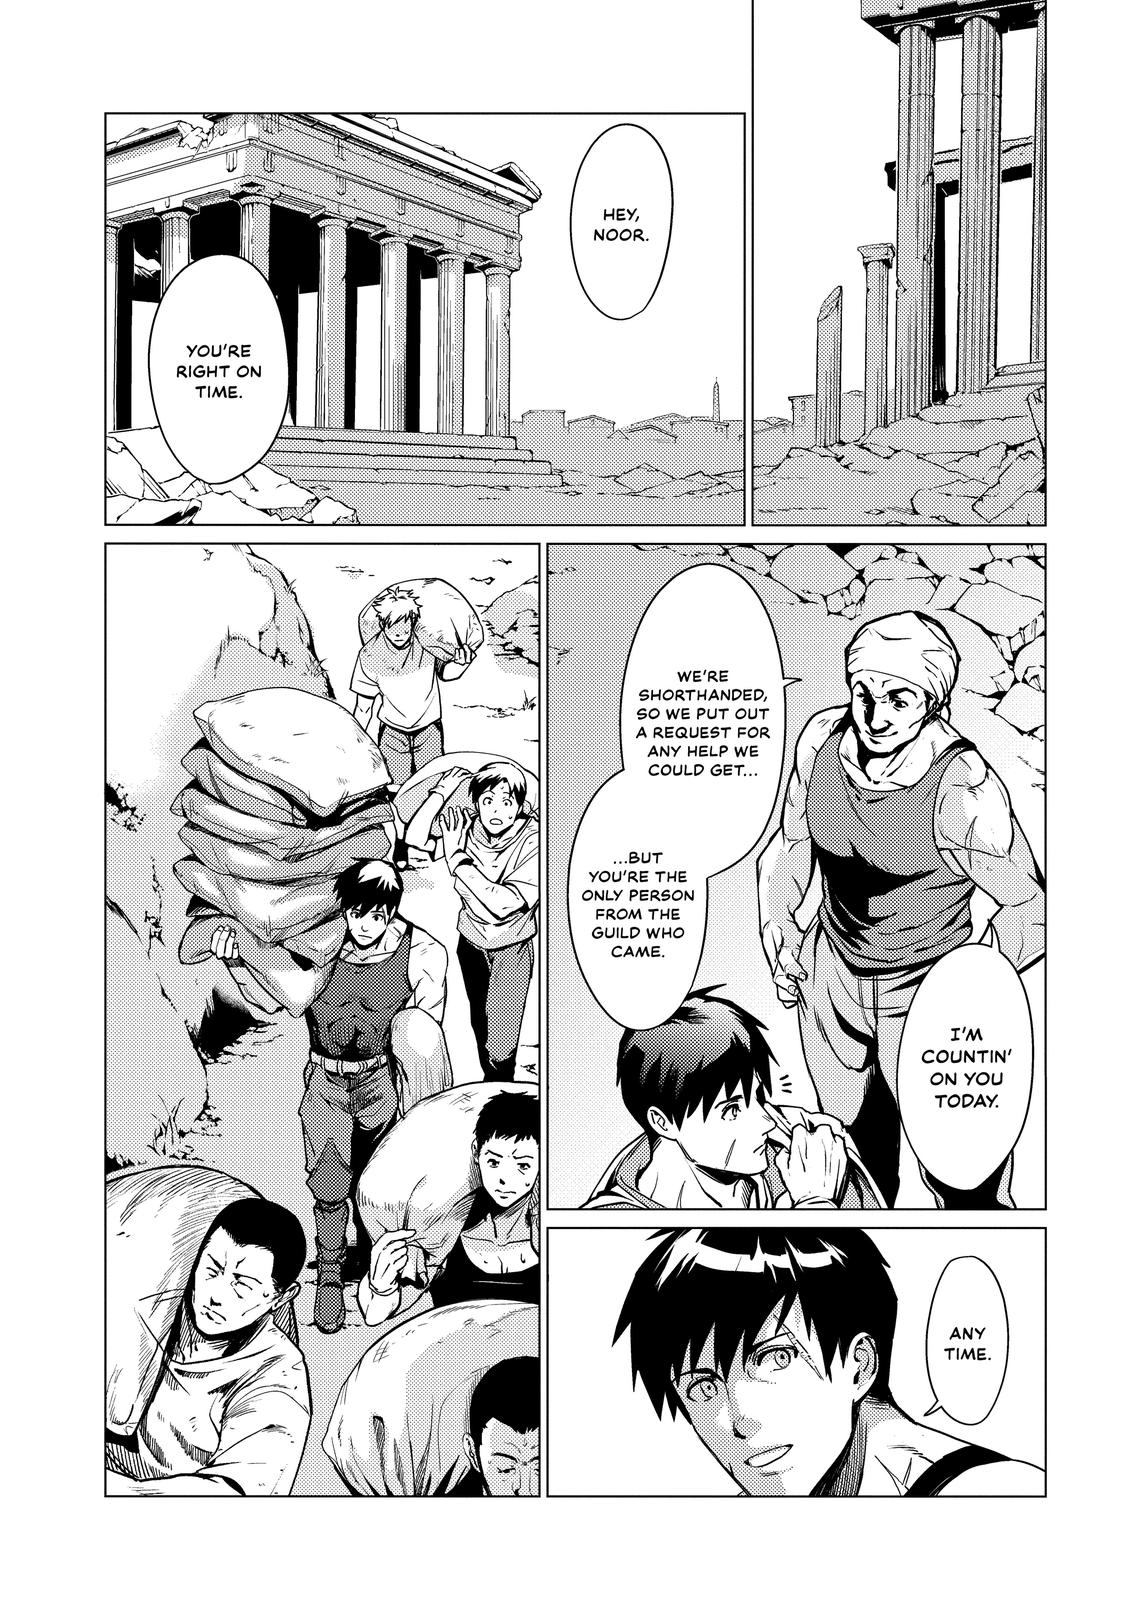 HEY,
NOOR.
YOU'RE
RIGHT ON
TIME.
WE'RE
SHORTHANDED,
SO WE PUT OUT
A REQUEST FOR
ANY HELP WE
COULD GET...
...BUT
YOU'RE THE
ONLY PERSON
FROM THE
GUILD WHO
CAME.
I'M
COUNTIN'
ON YOU
TODAY.
ANY
TIME.